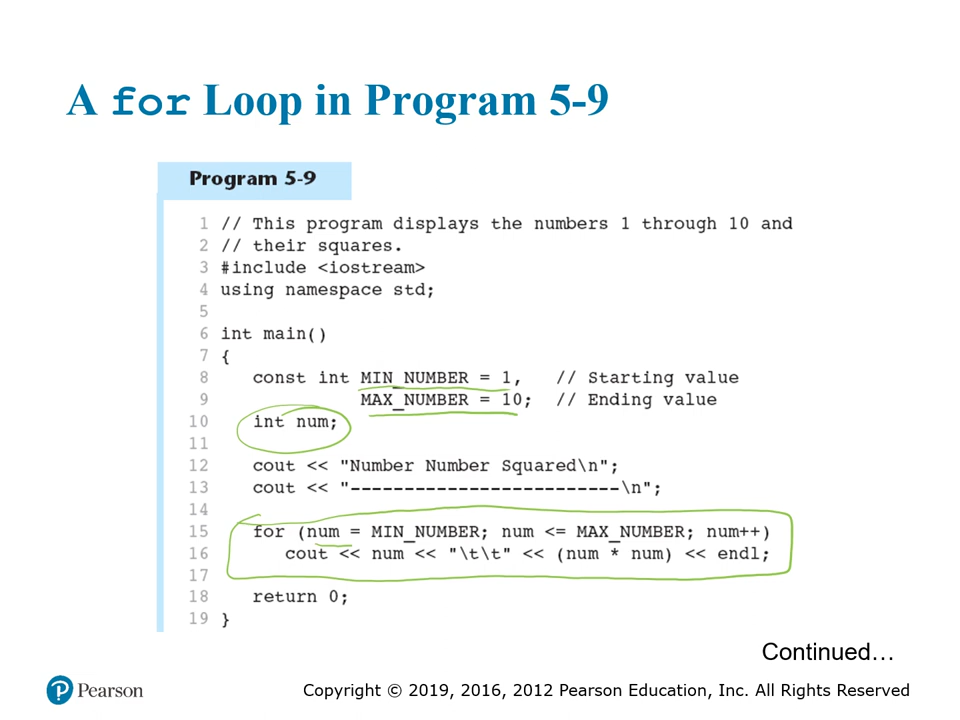 A for Loop in Program 5-9
Program 5-9
1 // This program displays the numbers 1 through 10 and
2 // their squares.
3 #include <iostream>
4 using namespace std;
5
6 int main()
7 {
8 const int MIN_NUMBER = 1, // Starting value
9 MAX_NUMBER = 10; // Ending value
10 int num;
11
12 cout << "Number Number Squared\n";
13 cout << "-------------------------\n";
14
15 for (num = MIN_NUMBER; num <= MAX_NUMBER; num++)
16 cout << num << "\t\t" << (num * num) << endl;
17
18 return 0;
19 }
Continued…
Pearson
Copyright © 2019, 2016, 2012 Pearson Education, Inc. All Rights Reserved